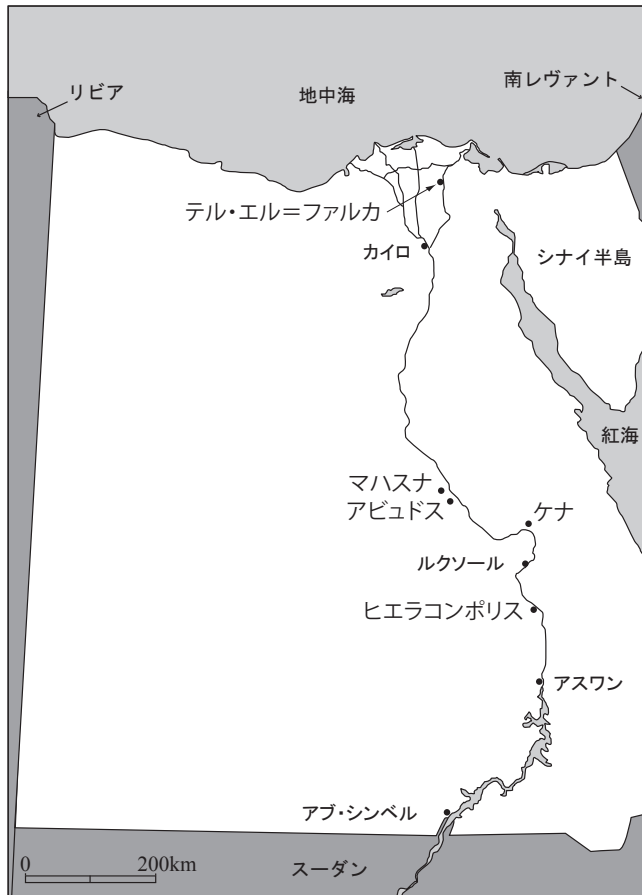 リビア
地中海
南レヴァント
テル・エル＝ファルカ
カイロ
シナイ半島
紅海
マハスナ
アビュドス
ケナ
ルクソール
ヒエラコンポリス
アスワン
アブ・シンベル
0 200km
スーダン